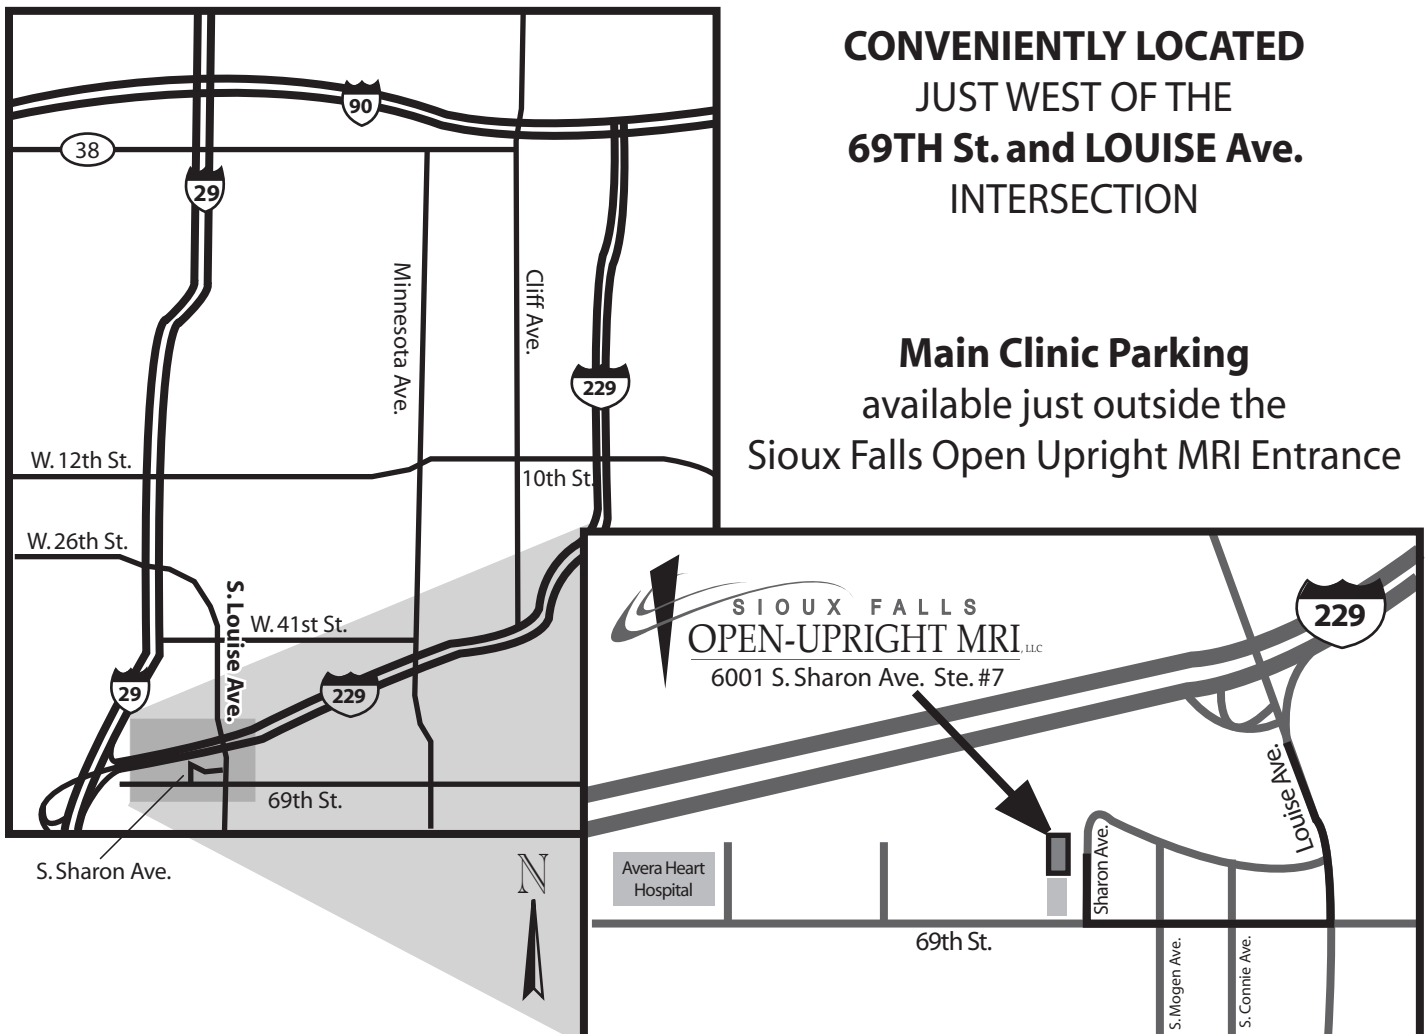 CONVENIENTLY LOCATED
JUST WEST OF THE
69TH St. and LOUISE Ave.
INTERSECTION
Main Clinic Parking
available just outside the
Sioux Falls Open Upright MRI Entrance
90
38
29
Minnesota Ave.
Cliff Ave.
229
W. 12th St.
10th St.
W. 26th St.
S. Louise Ave.
W. 41st St.
29
229
69th St.
S. Sharon Ave.
N
SIOUX FALLS
OPEN-UPRIGHT MRI, LLC
6001 S. Sharon Ave. Ste. #7
229
Louise Ave.
Avera Heart
Hospital
Sharon Ave.
69th St.
S. Mogen Ave.
S. Connie Ave.